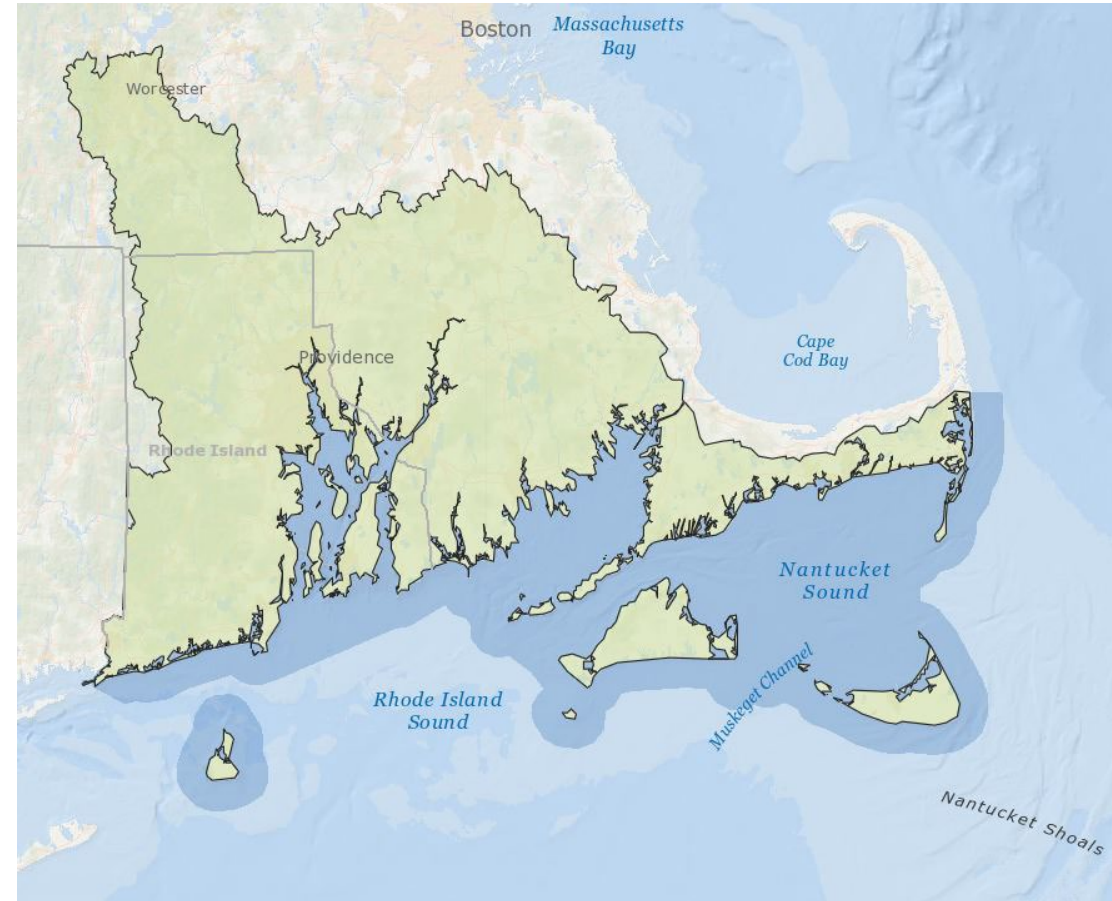 Boston
Massachusetts
Bay
Worcester
Providence
Cape
Cod Bay
Rhode Island
Nantucket
Sound
Rhode Island
Sound
Muskeget Channel
Nantucket Shoals